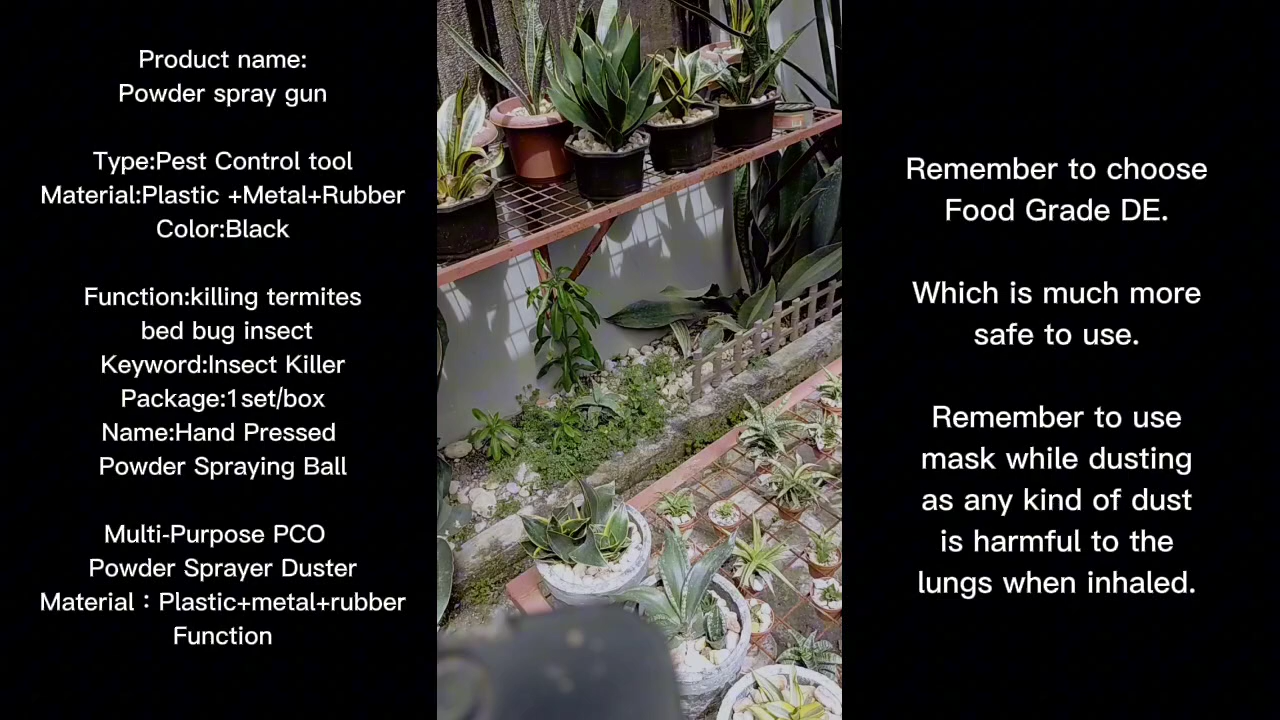 Product name:
Powder spray gun
Type:Pest Control tool
Material:Plastic +Metal+Rubber
Color:Black
Function:killing termites
bed bug insect
Keyword:Insect Killer
Package:1set/box
Name:Hand Pressed
Powder Spraying Ball
Multi-Purpose PCO
Powder Sprayer Duster
Material：Plastic+metal+rubber
Function
Remember to choose
Food Grade DE.
Which is much more
safe to use.
Remember to use
mask while dusting
as any kind of dust
is harmful to the
lungs when inhaled.